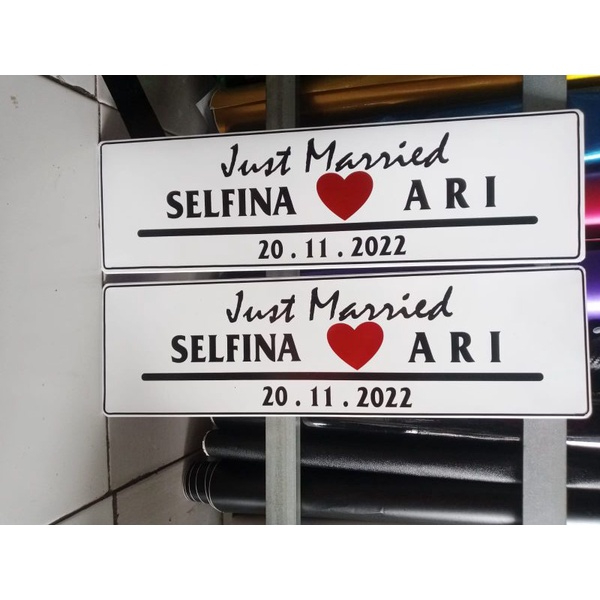 Just Married
SELFINA ARI
20.11.2022
Just Married
SELFINA ARI
20.11.2022